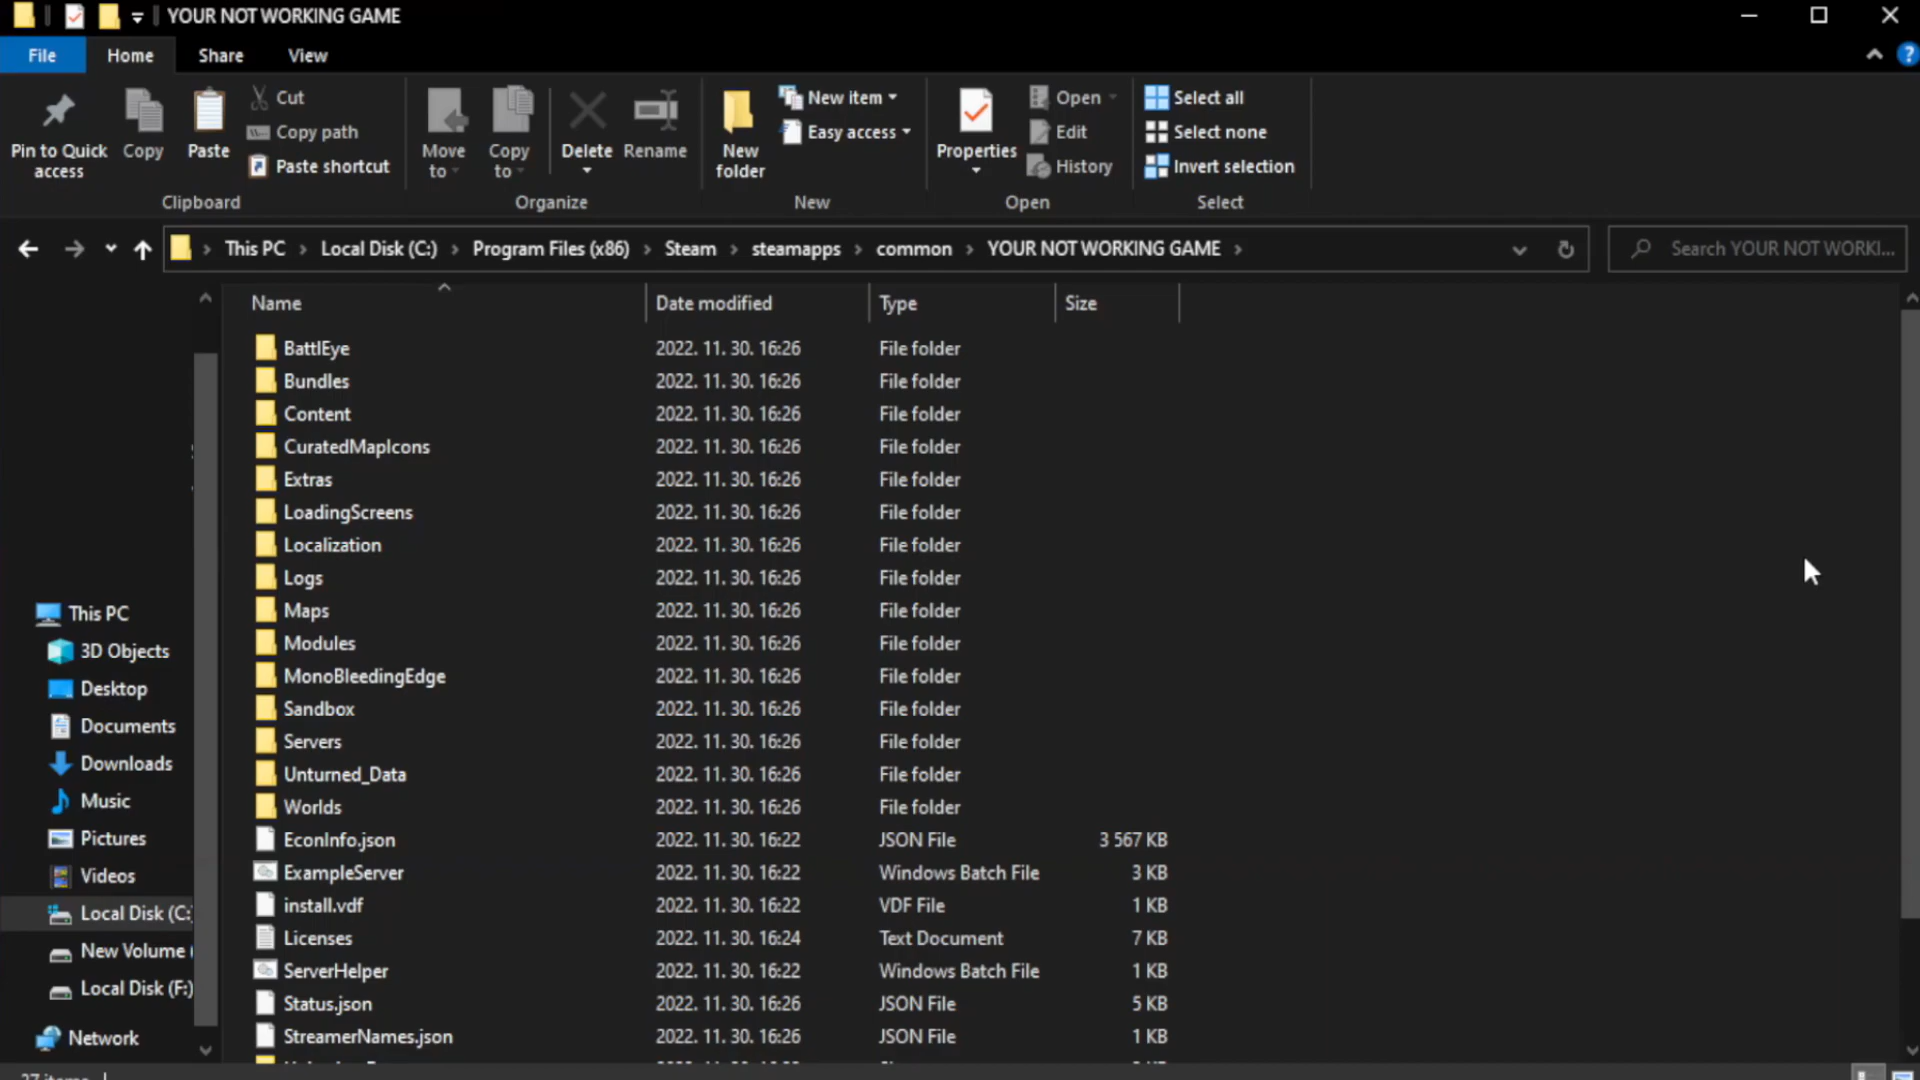 YOUR NOT WORKING GAME
File Home Share View
Pin to Quick access
Copy
Paste
Cut
Copy path
Paste shortcut
Clipboard
Move to
Copy to
Delete
Rename
Organize
New folder
New item
Easy access
New
Properties
Open
Edit
History
Open
Select all
Select none
Invert selection
Select
This PC > Local Disk (C:) > Program Files (x86) > Steam > steamapps > common > YOUR NOT WORKING GAME >
Search YOUR NOT WORKI...
This PC
3D Objects
Desktop
Documents
Downloads
Music
Pictures
Videos
Local Disk (C:
New Volume (
Local Disk (F:)
Network
Name Date modified Type Size
BattlEye 2022. 11. 30. 16:26 File folder
Bundles 2022. 11. 30. 16:26 File folder
Content 2022. 11. 30. 16:26 File folder
CuratedMapIcons 2022. 11. 30. 16:26 File folder
Extras 2022. 11. 30. 16:26 File folder
LoadingScreens 2022. 11. 30. 16:26 File folder
Localization 2022. 11. 30. 16:26 File folder
Logs 2022. 11. 30. 16:26 File folder
Maps 2022. 11. 30. 16:26 File folder
Modules 2022. 11. 30. 16:26 File folder
MonoBleedingEdge 2022. 11. 30. 16:26 File folder
Sandbox 2022. 11. 30. 16:26 File folder
Servers 2022. 11. 30. 16:26 File folder
Unturned_Data 2022. 11. 30. 16:26 File folder
Worlds 2022. 11. 30. 16:26 File folder
EconInfo.json 2022. 11. 30. 16:22 JSON File 3 567 KB
ExampleServer 2022. 11. 30. 16:22 Windows Batch File 3 KB
install.vdf 2022. 11. 30. 16:22 VDF File 1 KB
Licenses 2022. 11. 30. 16:24 Text Document 7 KB
ServerHelper 2022. 11. 30. 16:22 Windows Batch File 1 KB
Status.json 2022. 11. 30. 16:26 JSON File 5 KB
StreamerNames.json 2022. 11. 30. 16:26 JSON File 1 KB